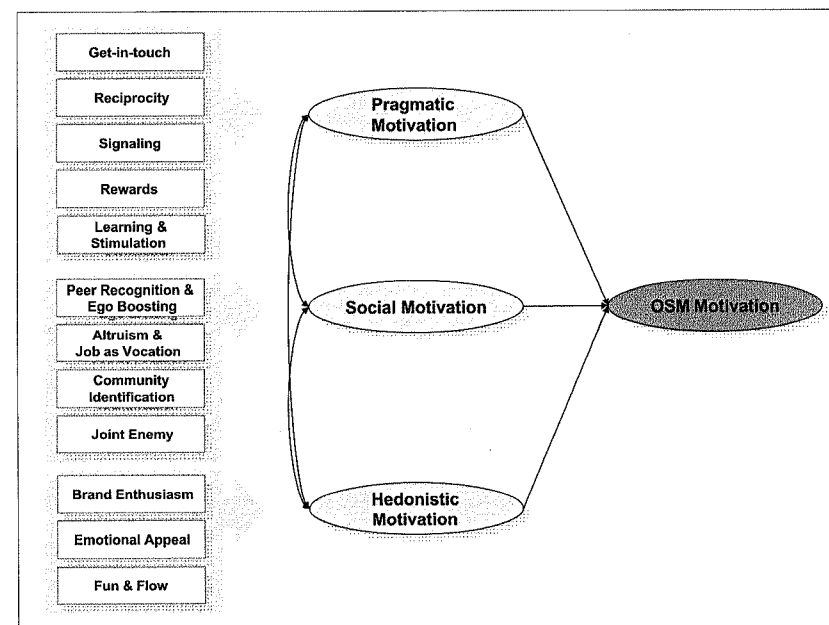 Get-in-touch
Reciprocity
Signaling
Rewards
Learning &
Stimulation
Peer Recognition &
Ego Boosting
Altruism &
Job as Vocation
Community
Identification
Joint Enemy
Brand Enthusiasm
Emotional Appeal
Fun & Flow
Pragmatic
Motivation
Social Motivation
Hedonistic
Motivation
OSM Motivation